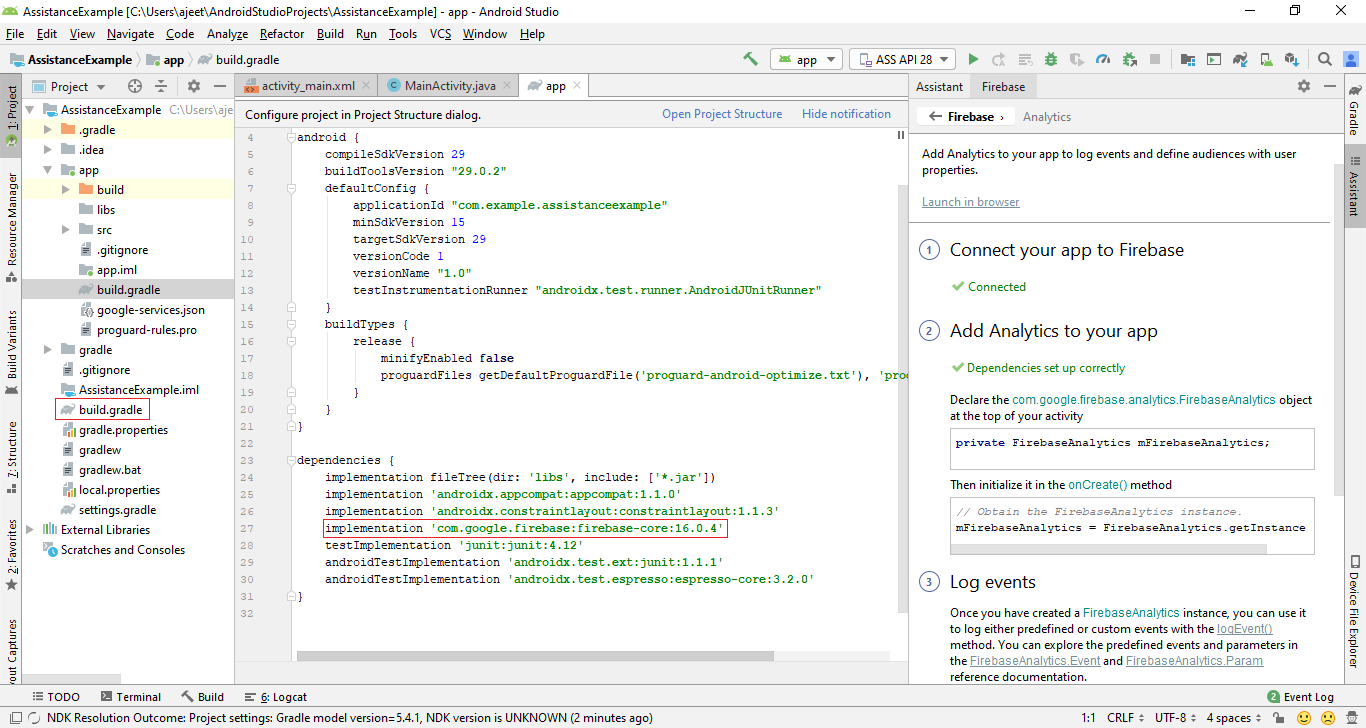 AssistanceExample [C:\Users\ajeet\AndroidStudioProjects\AssistanceExample] - app - Android Studio
File Edit View Navigate Code Analyze Refactor Build Run Tools VCS Window Help
AssistanceExample app build.gradle
app ASS API 28
Project
1: Project
Resource Manager
Build Variants
7: Structure
2: Favorites
AssistanceExample C:\Users\aje
.gradle
.idea
app
build
libs
src
.gitignore
app.iml
build.gradle
google-services.json
proguard-rules.pro
gradle
.gitignore
AssistanceExample.iml
build.gradle
gradle.properties
gradlew
gradlew.bat
local.properties
settings.gradle
External Libraries
Scratches and Consoles
activity_main.xml MainActivity.java app
Configure project in Project Structure dialog. Open Project Structure Hide notification
4 android {
5 compileSdkVersion 29
6 buildToolsVersion "29.0.2"
7 defaultConfig {
8 applicationId "com.example.assistanceexample"
9 minSdkVersion 15
10 targetSdkVersion 29
11 versionCode 1
12 versionName "1.0"
13 testInstrumentationRunner "androidx.test.runner.AndroidJUnitRunner"
14 }
15 buildTypes {
16 release {
17 minifyEnabled false
18 proguardFiles getDefaultProguardFile('proguard-android-optimize.txt'),
19 }
20 }
21 }
22
23 dependencies {
24 implementation fileTree(dir: 'libs', include: ['*.jar'])
25 implementation 'androidx.appcompat:appcompat:1.1.0'
26 implementation 'androidx.constraintlayout:constraintlayout:1.1.3'
27 implementation 'com.google.firebase:firebase-core:16.0.4'
28 testImplementation 'junit:junit:4.12'
29 androidTestImplementation 'androidx.test.ext:junit:1.1.1'
30 androidTestImplementation 'androidx.test.espresso:espresso-core:3.2.0'
31 }
32
Assistant Firebase
Firebase › Analytics
Add Analytics to your app to log events and define audiences with user
properties.
Launch in browser
1 Connect your app to Firebase
Connected
2 Add Analytics to your app
Dependencies set up correctly
Declare the com.google.firebase.analytics.FirebaseAnalytics object
at the top of your activity
private FirebaseAnalytics mFirebaseAnalytics;
Then initialize it in the onCreate() method
// Obtain the FirebaseAnalytics instance.
mFirebaseAnalytics = FirebaseAnalytics.getInstance
3 Log events
Once you have created a FirebaseAnalytics instance, you can use it
to log either predefined or custom events with the logEvent()
method. You can explore the predefined events and parameters in
the FirebaseAnalytics.Event and FirebaseAnalytics.Param
reference documentation.
Gradle
Assistant
Device File Explorer
TODO Terminal Build 6: Logcat 2 Event Log
NDK Resolution Outcome: Project settings: Gradle model version=5.4.1, NDK version is UNKNOWN (2 minutes ago) 1:1 CRLF UTF-8 4 spaces